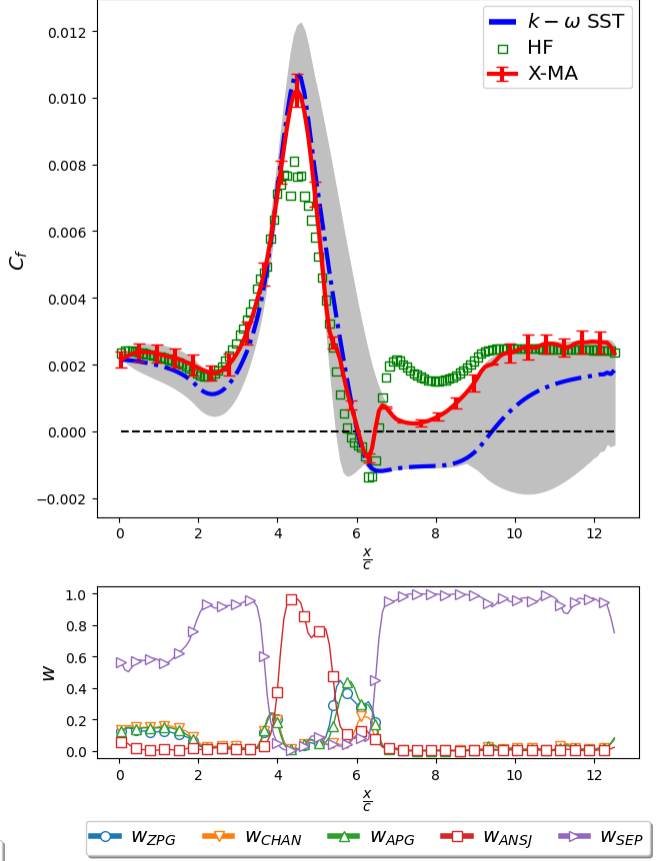 0.012
0.010
0.008
0.006
0.004
0.002
0.000
−0.002
C_f
k − ω SST
HF
X-MA
0 2 4 6 8 10 12
x/c
1.0
0.8
0.6
0.4
0.2
0.0
w
0 2 4 6 8 10 12
x/c
w_ZPG w_CHAN w_APG w_ANSJ w_SEP